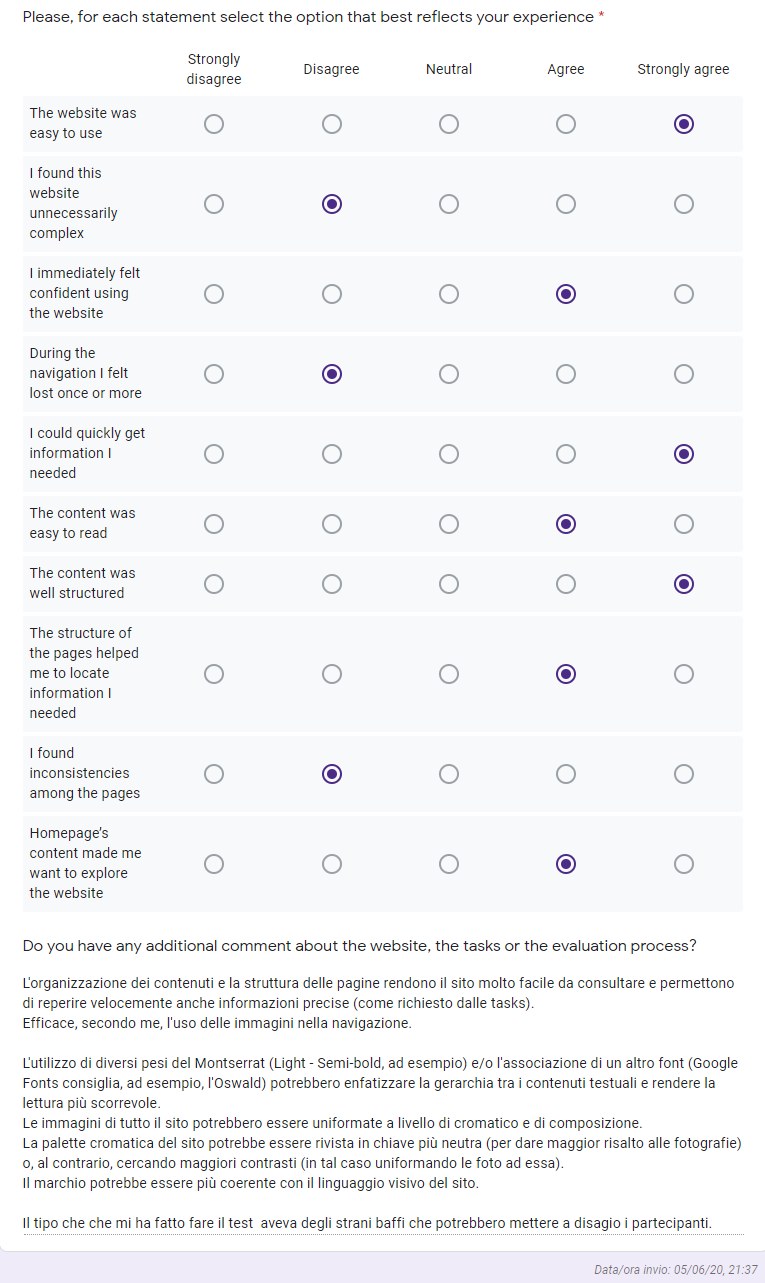 Please, for each statement select the option that best reflects your experience *
Strongly
disagree
Disagree
Neutral
Agree
Strongly agree
The website was
easy to use
I found this
website
unnecessarily
complex
I immediately felt
confident using
the website
During the
navigation I felt
lost once or more
I could quickly get
information I
needed
The content was
easy to read
The content was
well structured
The structure of
the pages helped
me to locate
information I
needed
I found
inconsistencies
among the pages
Homepage's
content made me
want to explore
the website
Do you have any additional comment about the website, the tasks or the evaluation process?
L'organizzazione dei contenuti e la struttura delle pagine rendono il sito molto facile da consultare e permettono
di reperire velocemente anche informazioni precise (come richiesto dalle tasks).
Efficace, secondo me, l'uso delle immagini nella navigazione.
L'utilizzo di diversi pesi del Montserrat (Light - Semi-bold, ad esempio) e/o l'associazione di un altro font (Google
Fonts consiglia, ad esempio, l'Oswald) potrebbero enfatizzare la gerarchia tra i contenuti testuali e rendere la
lettura più scorrevole.
Le immagini di tutto il sito potrebbero essere uniformate a livello di cromatico e di composizione.
La palette cromatica del sito potrebbe essere rivista in chiave più neutra (per dare maggior risalto alle fotografie)
o, al contrario, cercando maggiori contrasti (in tal caso uniformando le foto ad essa).
Il marchio potrebbe essere più coerente con il linguaggio visivo del sito.
Il tipo che che mi ha fatto fare il test  aveva degli strani baffi che potrebbero mettere a disagio i partecipanti.
Data/ora invio: 05/06/20, 21:37